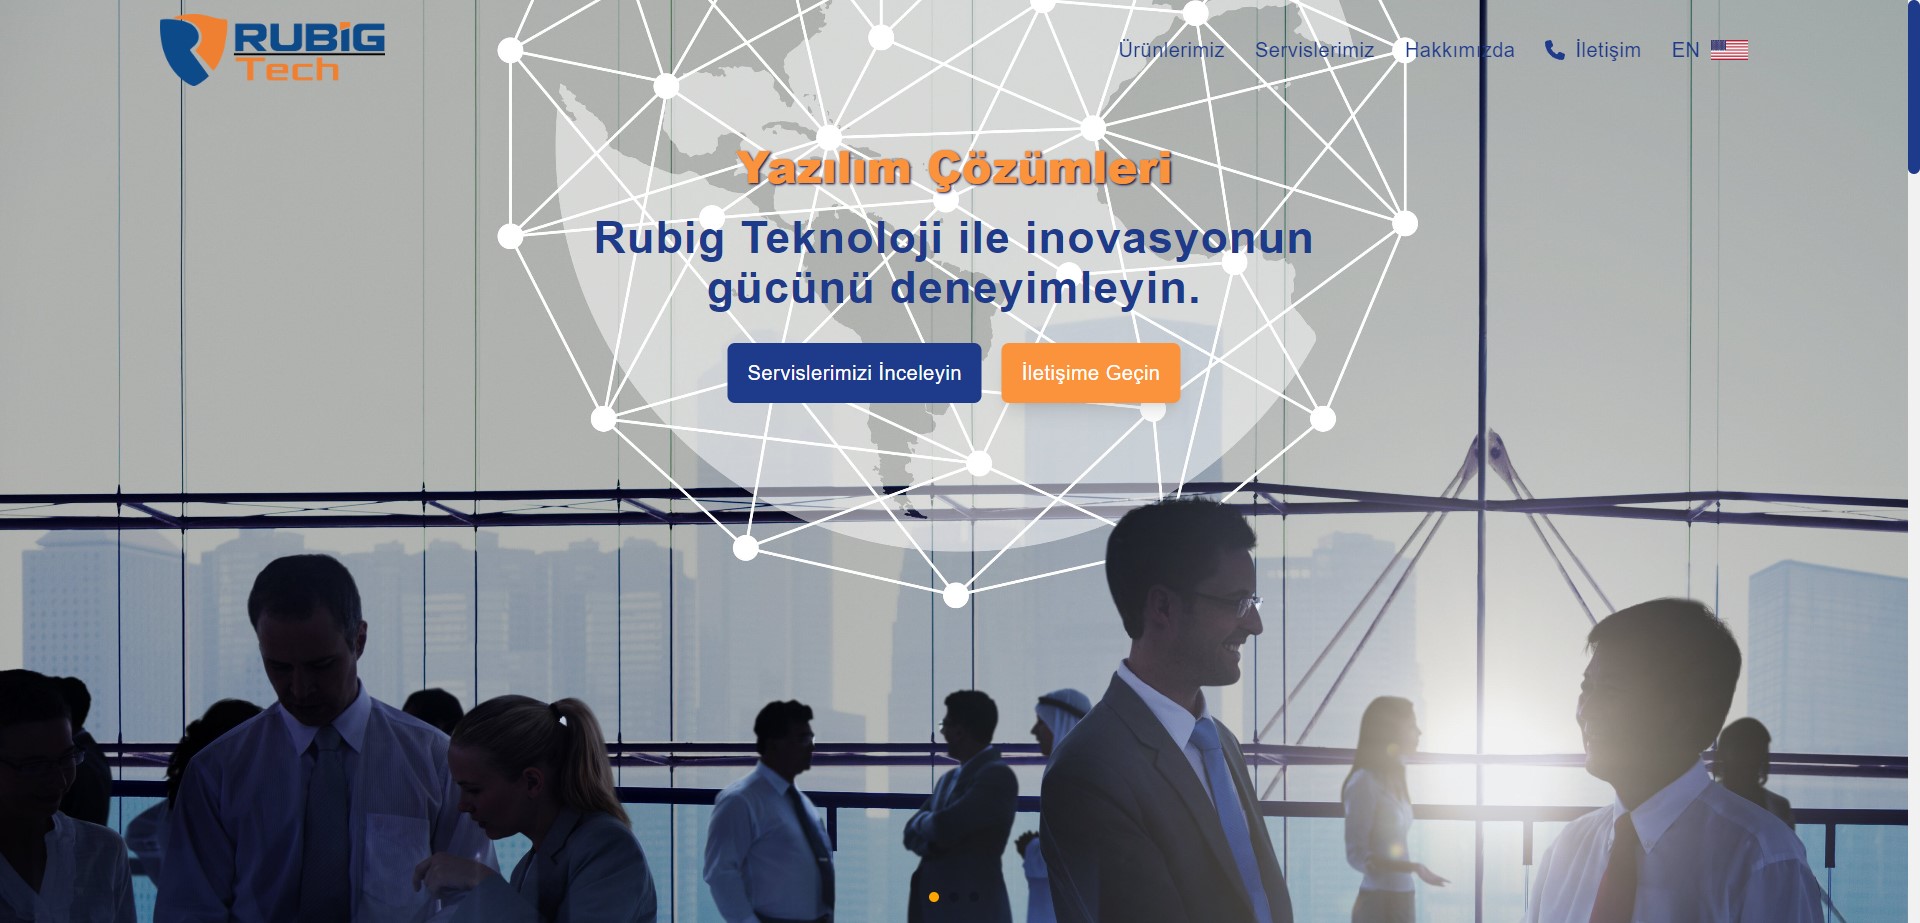 RUBiG
Tech
Ürünlerimiz
Servislerimiz
Hakkımızda
İletişim
EN
Yazılım Çözümleri
Rubig Teknoloji ile inovasyonun
gücünü deneyimleyin.
Servislerimizi İnceleyin
İletişime Geçin